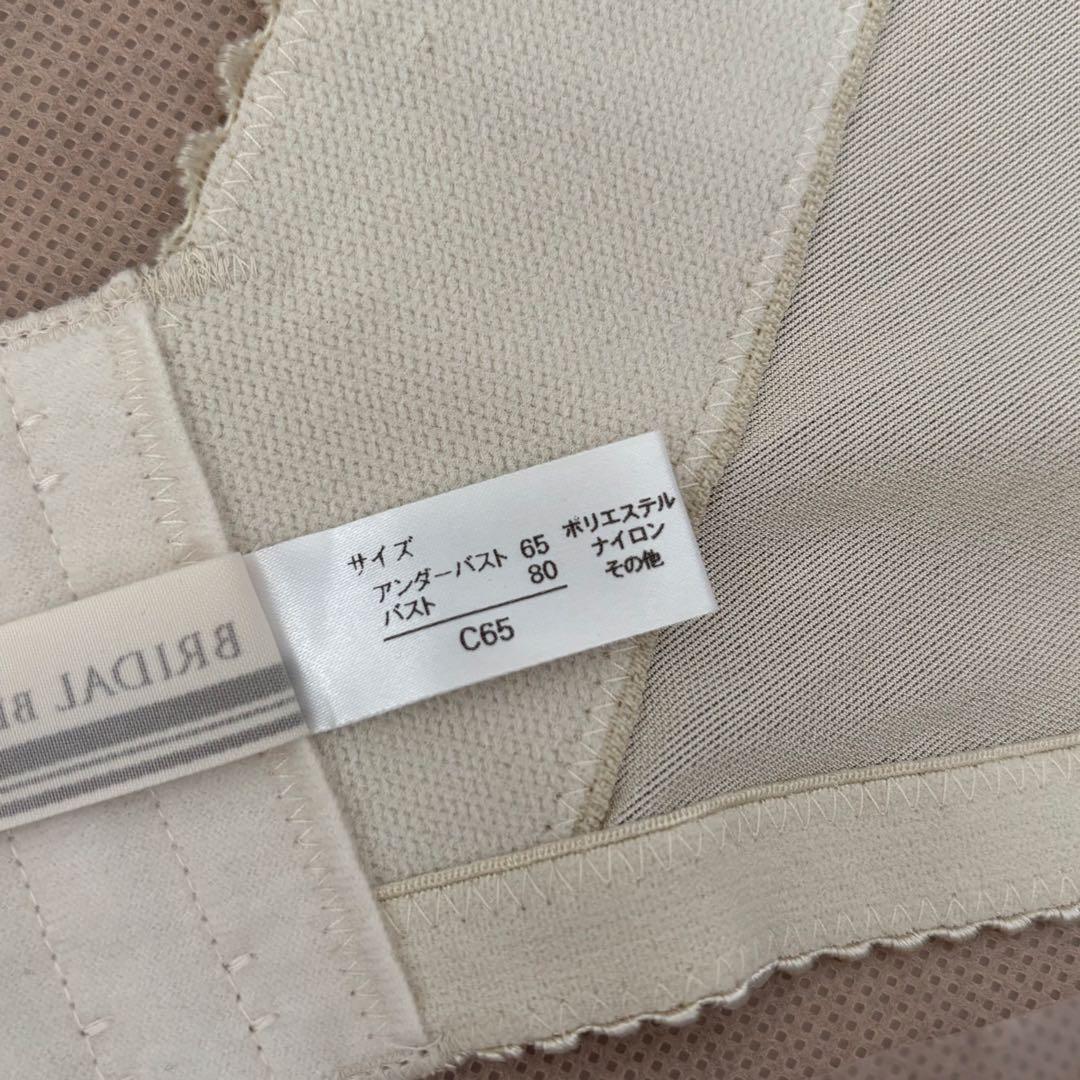 サイズ
アンダーバスト 65
バスト 80
C65
ポリエステル
ナイロン
その他
BRIDAL